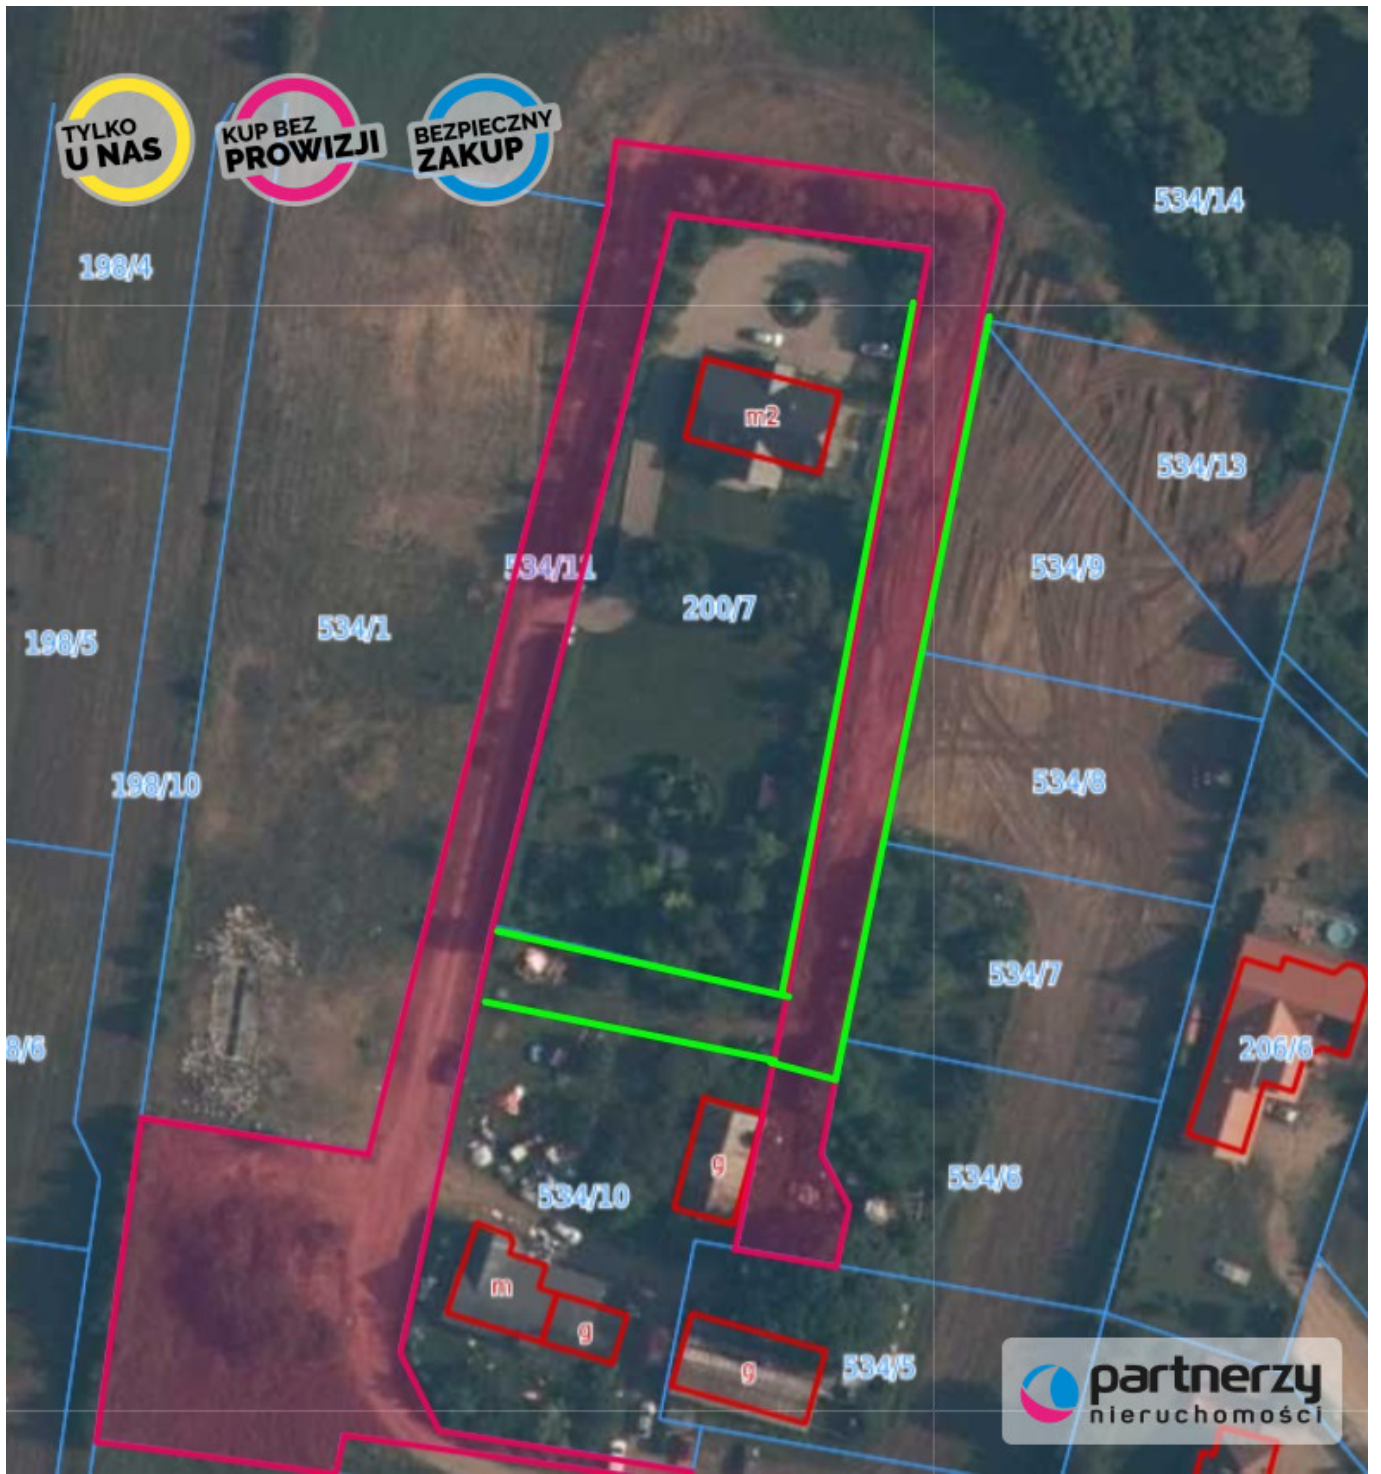 TYLKO
U NAS
KUP BEZ
PROWIZJI
BEZPIECZNY
ZAKUP
534/14
198/4
m2
534/13
534/11
534/9
200/7
534/1
198/5
198/10
534/8
534/7
8/6
206/6
g
534/10
534/6
m
g
g
534/5
partnerzy
nieruchomości